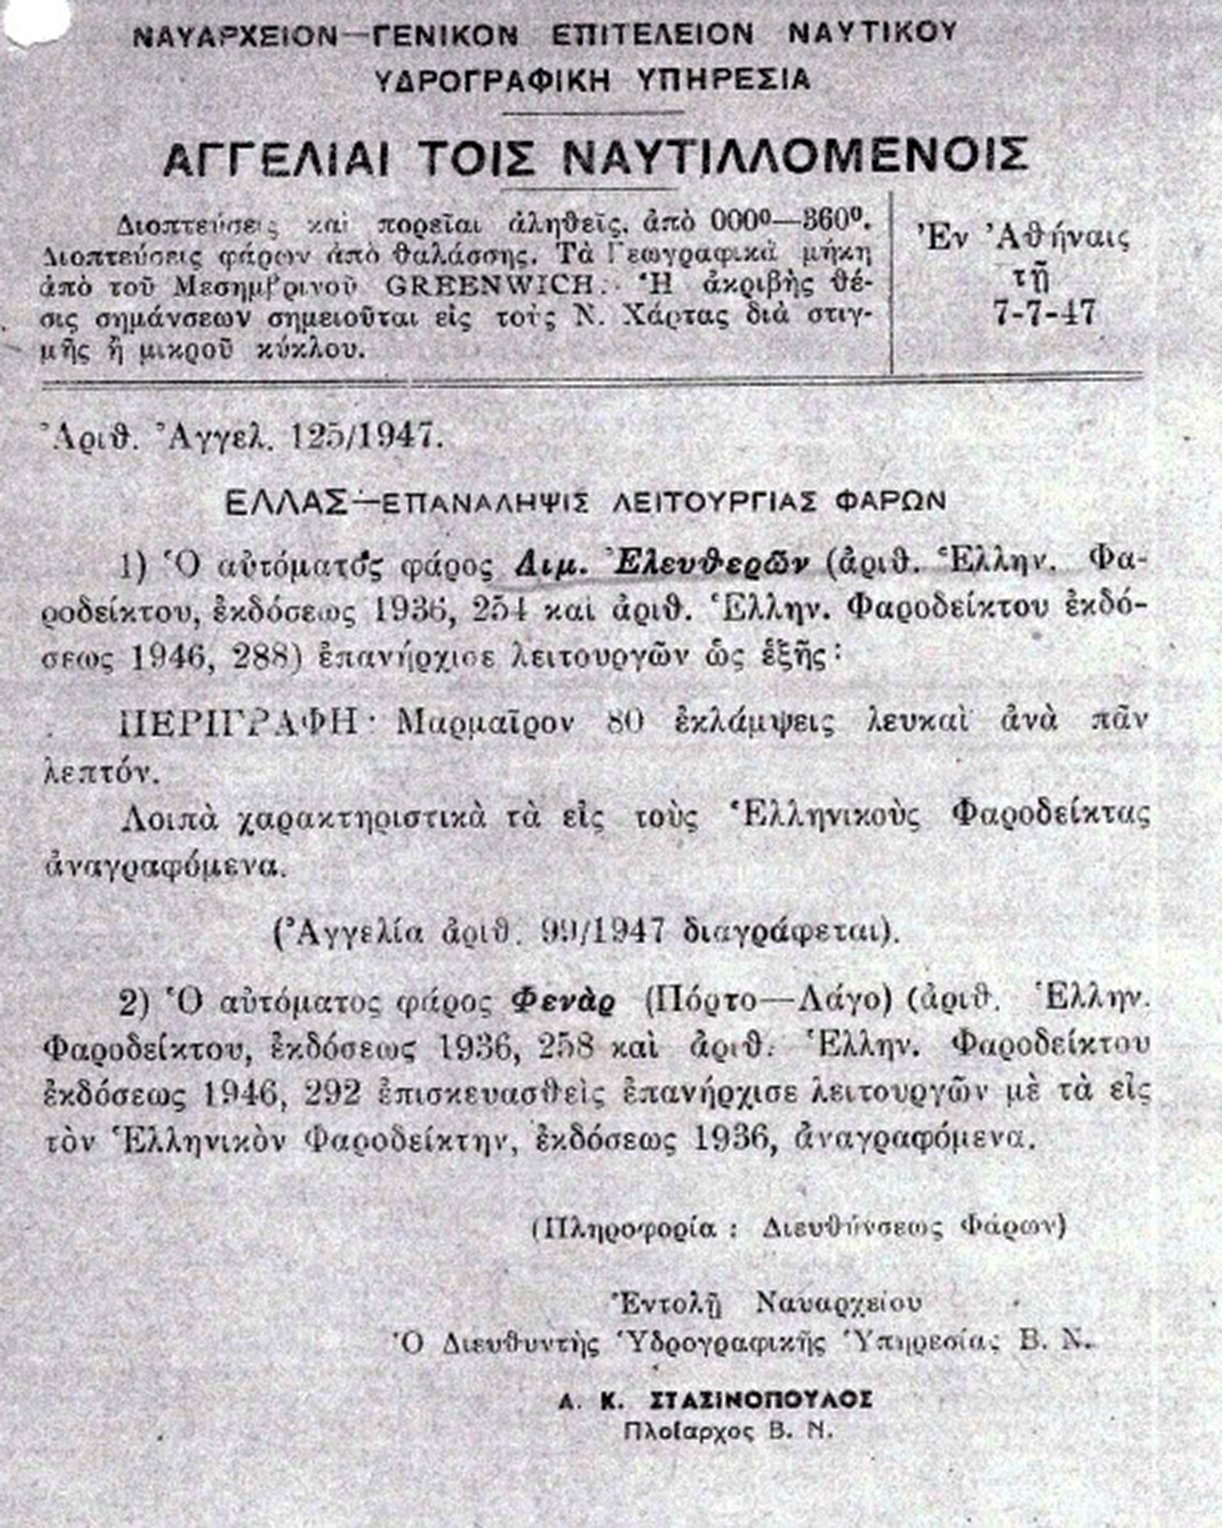 ΝΑΥΑΡΧΕΙΟΝ—ΓΕΝΙΚΟΝ ΕΠΙΤΕΛΕΙΟΝ ΝΑΥΤΙΚΟΥ
ΥΔΡΟΓΡΑΦΙΚΗ ΥΠΗΡΕΣΙΑ
ΑΓΓΕΛΙΑΙ ΤΟΙΣ ΝΑΥΤΙΛΛΟΜΕΝΟΙΣ
Διοπτεύσεις καὶ πορεῖαι ἀληθεῖς, ἀπὸ 000⁰—360⁰.
Διοπτεύσεις φάρων ἀπὸ θαλάσσης. Τὰ Γεωγραφικὰ μήκη
ἀπὸ τοῦ Μεσημβρινοῦ GREENWICH. Ἡ ἀκριβὴς θέ-
σις σημάνσεων σημειοῦται εἰς τοὺς Ν. Χάρτας διὰ στιγ-
μῆς ἢ μικροῦ κύκλου.
Ἐν Ἀθήναις
τῇ
7-7-47
Ἀριθ. Ἀγγελ. 125/1947.
ΕΛΛΑΣ—ΕΠΑΝΑΛΗΨΙΣ ΛΕΙΤΟΥΡΓΙΑΣ ΦΑΡΩΝ
1) Ὁ αὐτόματος φάρος Λιμ. Ἐλευθερῶν (ἀριθ. Ἑλλην. Φα-
ροδείκτου, ἐκδόσεως 1936, 254 καὶ ἀριθ. Ἑλλην. Φαροδείκτου ἐκδό-
σεως 1946, 288) ἐπανήρχισε λειτουργῶν ὡς ἑξῆς:
ΠΕΡΙΓΡΑΦΗ· Μαρμαῖρον 80 ἐκλάμψεις λευκαὶ ἀνὰ πᾶν
λεπτόν.
Λοιπὰ χαρακτηριστικὰ τὰ εἰς τοὺς Ἑλληνικοὺς Φαροδείκτας
ἀναγραφόμενα.
(Ἀγγελία ἀριθ. 99/1947 διαγράφεται).
2) Ὁ αὐτόματος φάρος Φενὰρ (Πόρτο—Λάγο) (ἀριθ. Ἑλλην.
Φαροδείκτου, ἐκδόσεως 1936, 258 καὶ ἀριθ. Ἑλλην. Φαροδείκτου
ἐκδόσεως 1946, 292 ἐπισκευασθεὶς ἐπανήρχισε λειτουργῶν μὲ τὰ εἰς
τὸν Ἑλληνικὸν Φαροδείκτην, ἐκδόσεως 1936, ἀναγραφόμενα.
(Πληροφορία : Διευθύνσεως Φάρων)
Ἐντολῇ Ναυαρχείου
Ὁ Διευθυντὴς Ὑδρογραφικῆς Ὑπηρεσίας Β. Ν.
Α. Κ. ΣΤΑΣΙΝΟΠΟΥΛΟΣ
Πλοίαρχος Β. Ν.